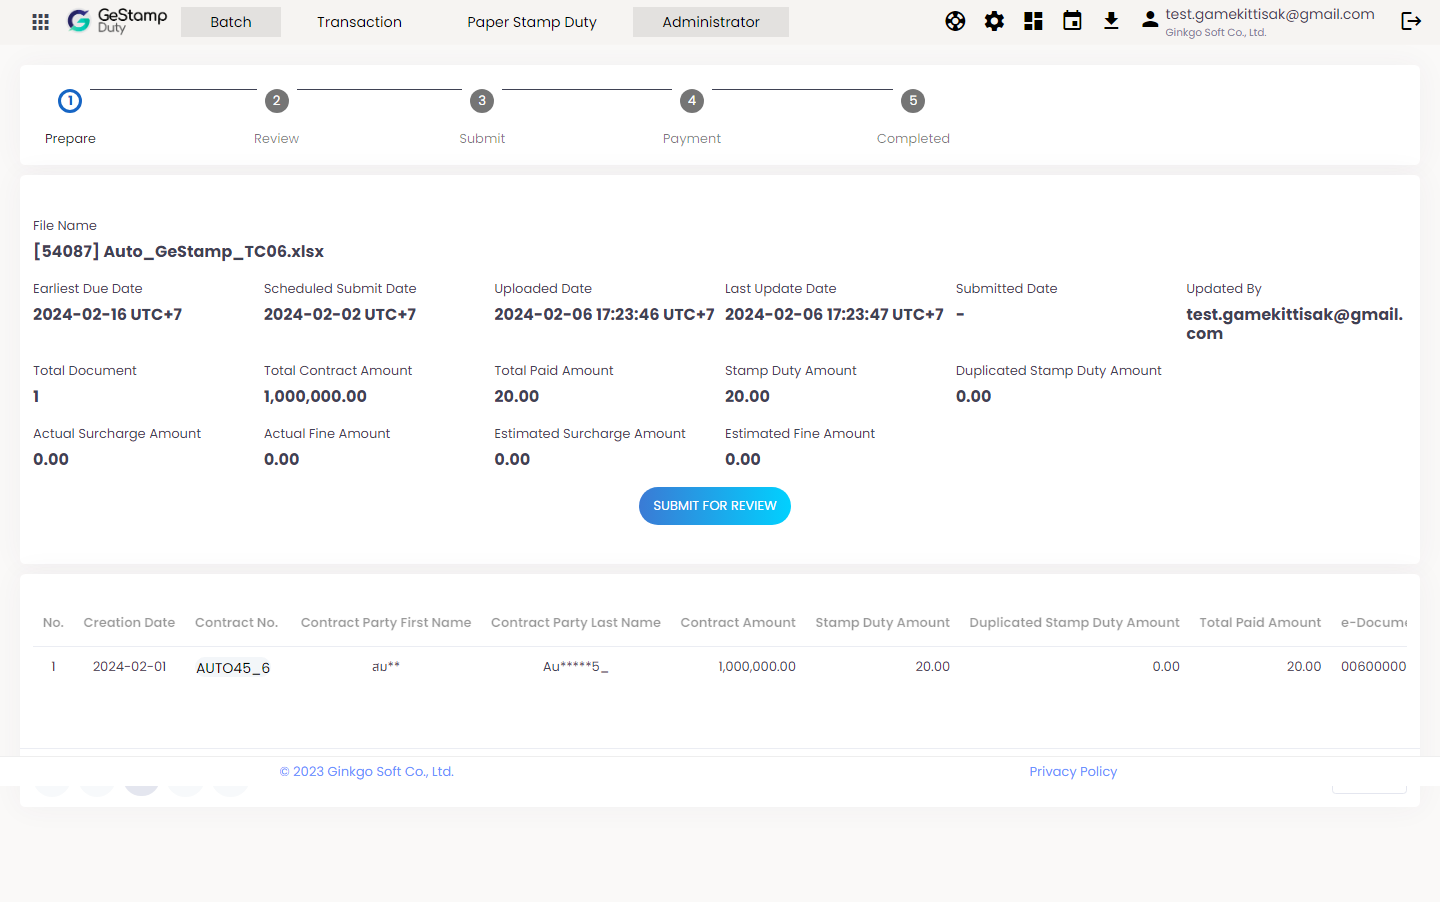 GeStamp
Duty
Batch
Transaction
Paper Stamp Duty
Administrator
test.gamekittisak@gmail.com
Ginkgo Soft Co., Ltd.
1
2
3
4
5
Prepare
Review
Submit
Payment
Completed
File Name
[54087] Auto_GeStamp_TC06.xlsx
Earliest Due Date
Scheduled Submit Date
Uploaded Date
Last Update Date
Submitted Date
Updated By
2024-02-16 UTC+7
2024-02-02 UTC+7
2024-02-06 17:23:46 UTC+7
2024-02-06 17:23:47 UTC+7
-
test.gamekittisak@gmail.
com
Total Document
Total Contract Amount
Total Paid Amount
Stamp Duty Amount
Duplicated Stamp Duty Amount
1
1,000,000.00
20.00
20.00
0.00
Actual Surcharge Amount
Actual Fine Amount
Estimated Surcharge Amount
Estimated Fine Amount
0.00
0.00
0.00
0.00
SUBMIT FOR REVIEW
No.
Creation Date
Contract No.
Contract Party First Name
Contract Party Last Name
Contract Amount
Stamp Duty Amount
Duplicated Stamp Duty Amount
Total Paid Amount
e-Docume
1
2024-02-01
AUTO45_6
สม**
Au*****5_
1,000,000.00
20.00
0.00
20.00
00600000
© 2023 Ginkgo Soft Co., Ltd.
Privacy Policy